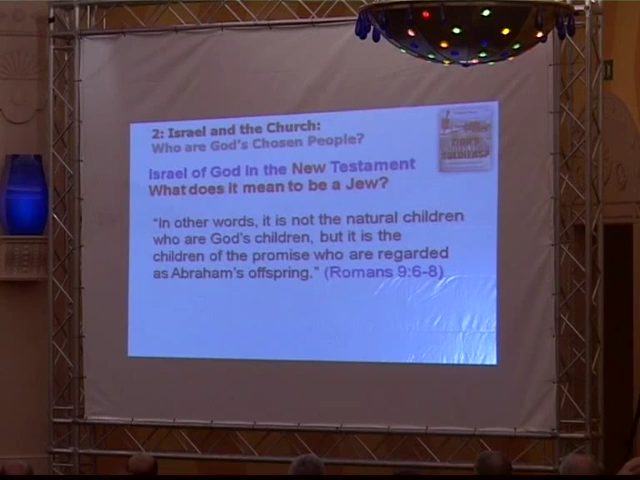 2: Israel and the Church:
Who are God's Chosen People?
Israel of God in the New Testament
What does it mean to be a Jew?
"In other words, it is not the natural children
who are God's children, but it is the
children of the promise who are regarded
as Abraham's offspring." (Romans 9:6-8)